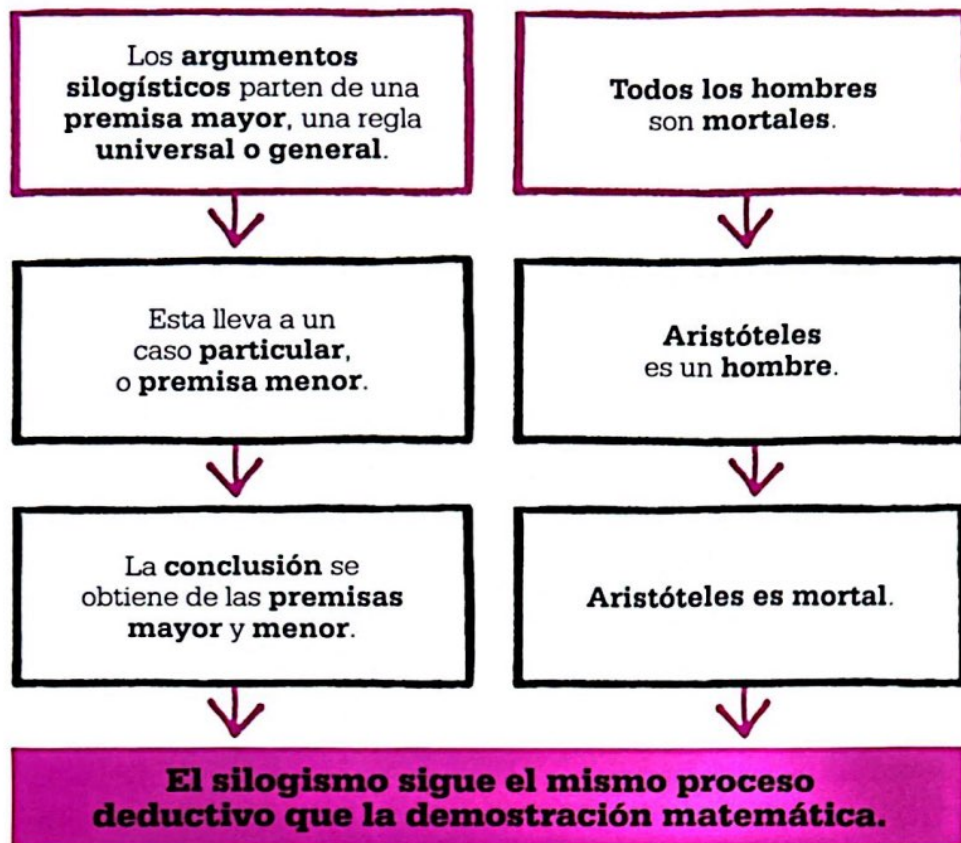 Los argumentos
silogísticos parten de una
premisa mayor, una regla
universal o general.
Todos los hombres
son mortales.
Esta lleva a un
caso particular,
o premisa menor.
Aristóteles
es un hombre.
La conclusión se
obtiene de las premisas
mayor y menor.
Aristóteles es mortal.
El silogismo sigue el mismo proceso
deductivo que la demostración matemática.